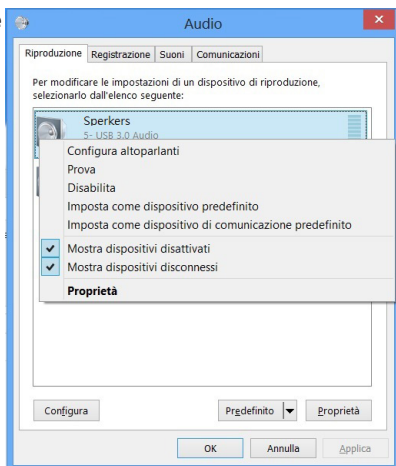 Audio
Riproduzione Registrazione Suoni Comunicazioni
Per modificare le impostazioni di un dispositivo di riproduzione,
selezionarlo dall'elenco seguente:
Sperkers
5- USB 3.0 Audio
Configura altoparlanti
Prova
Disabilita
Imposta come dispositivo predefinito
Imposta come dispositivo di comunicazione predefinito
Mostra dispositivi disattivati
Mostra dispositivi disconnessi
Proprietà
Configura Predefinito Proprietà
OK Annulla Applica